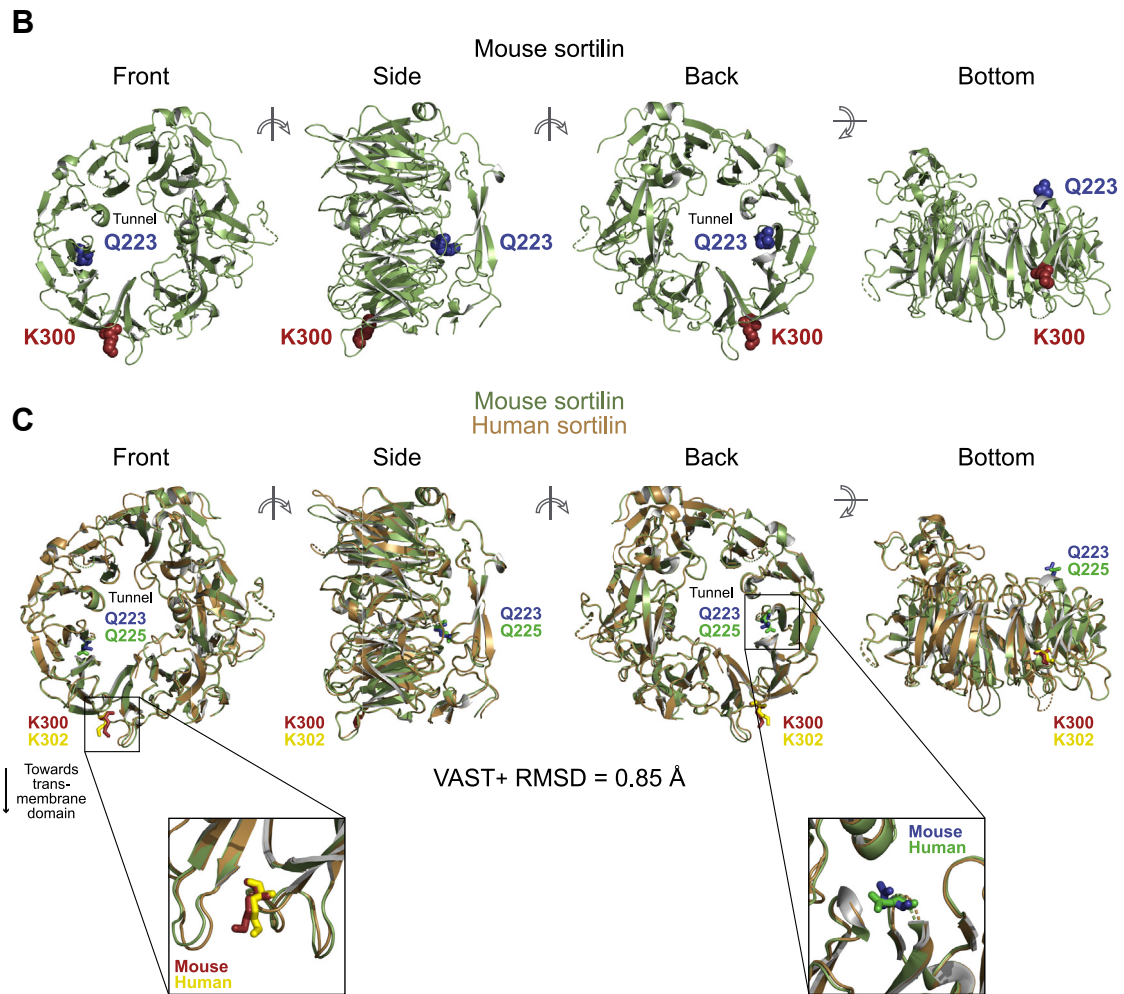 B
Mouse sortilin
Front
Side
Back
Bottom
Tunnel
Q223
K300
Q223
K300
Tunnel
Q223
K300
Q223
K300
Mouse sortilin
Human sortilin
C
Front
Side
Back
Bottom
Tunnel
Q223
Q225
K300
K302
Q223
Q225
K300
K302
Tunnel
Q223
Q225
K300
K302
Q223
Q225
K300
K302
Towards
trans-
membrane
domain
VAST+ RMSD = 0.85 Å
Mouse
Human
Mouse
Human